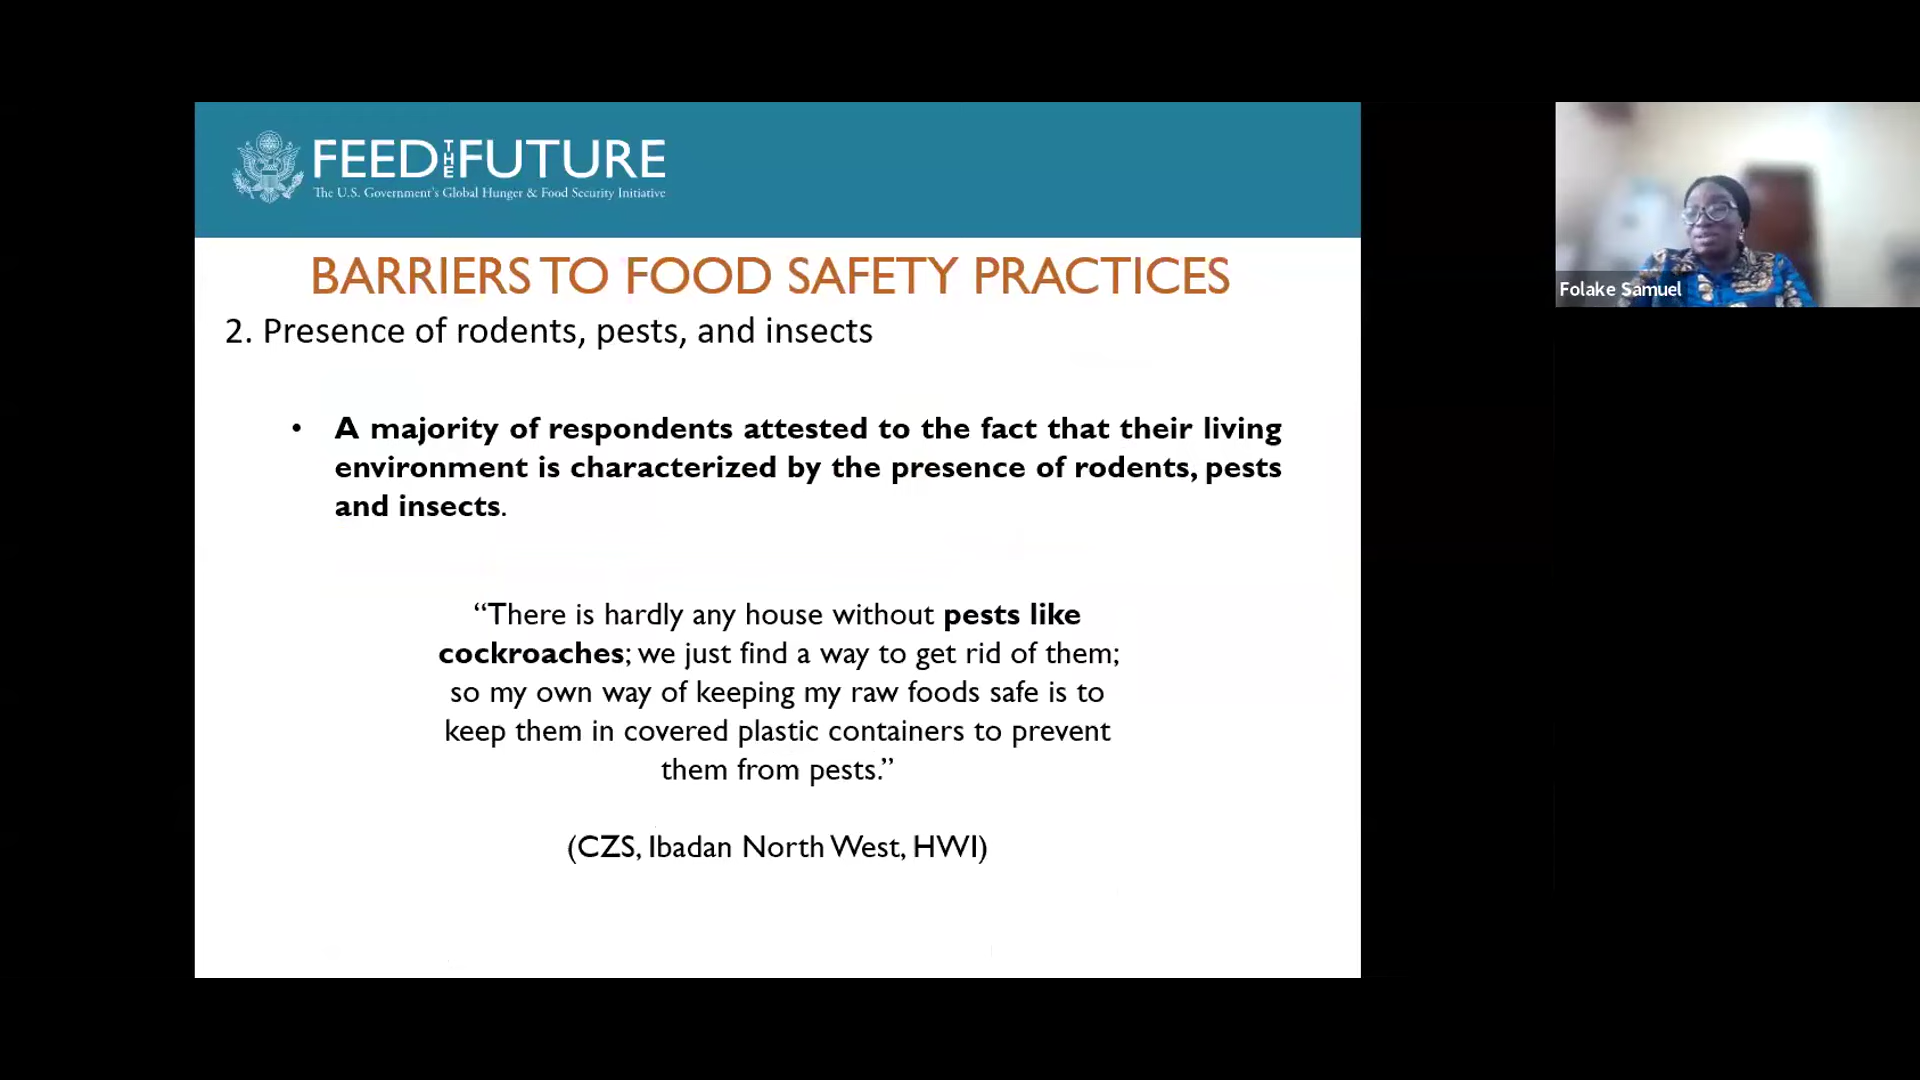 FEED THE FUTURE
The U.S. Government's Global Hunger & Food Security Initiative
BARRIERS TO FOOD SAFETY PRACTICES
2. Presence of rodents, pests, and insects
• A majority of respondents attested to the fact that their living
environment is characterized by the presence of rodents, pests
and insects.
“There is hardly any house without pests like
cockroaches; we just find a way to get rid of them;
so my own way of keeping my raw foods safe is to
keep them in covered plastic containers to prevent
them from pests.”
(CZS, Ibadan North West, HWI)
Folake Samuel